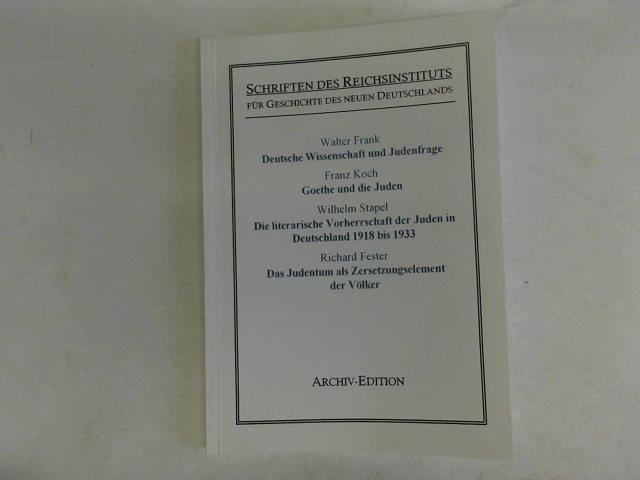 SCHRIFTEN DES REICHSINSTITUTS
FÜR GESCHICHTE DES NEUEN DEUTSCHLANDS
Walter Frank
Deutsche Wissenschaft und Judenfrage
Franz Koch
Goethe und die Juden
Wilhelm Stapel
Die literarische Vorherrschaft der Juden in
Deutschland 1918 bis 1933
Richard Fester
Das Judentum als Zersetzungselement
der Völker
ARCHIV-EDITION